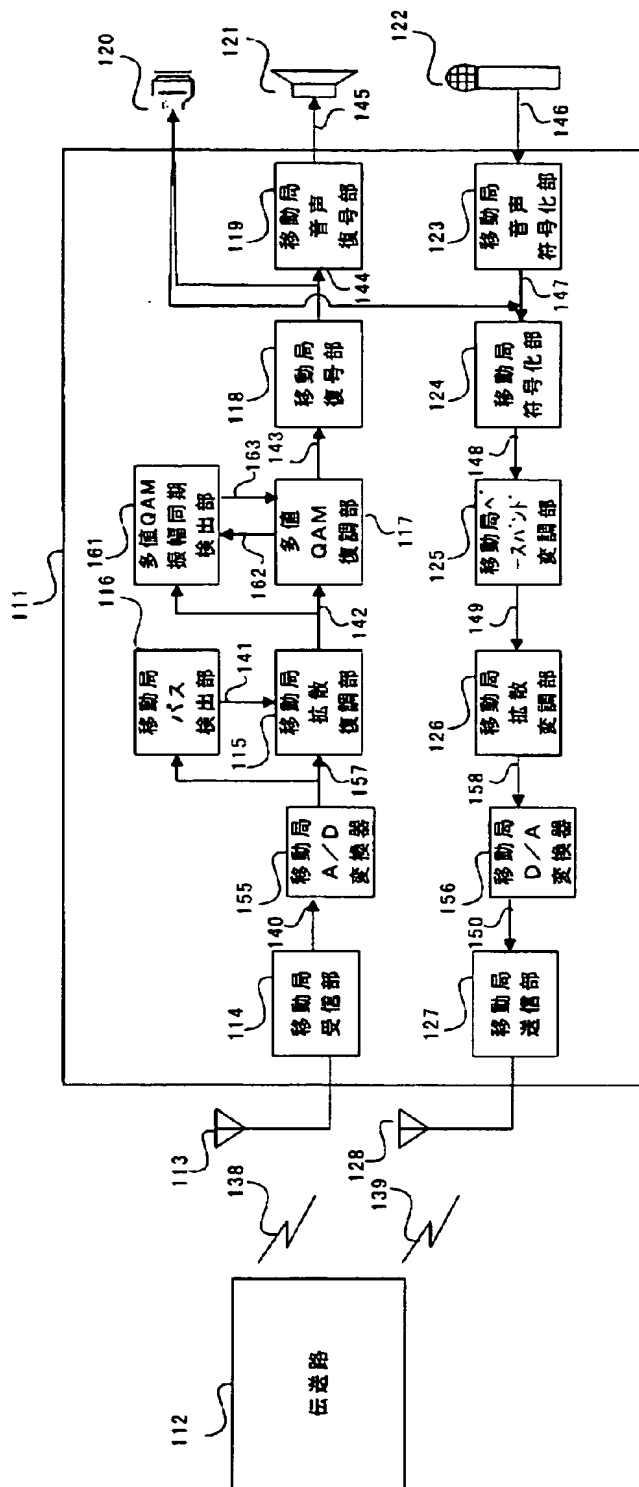 111
112
伝送路
138
139
113
128
114
移動局
受信部
140
155
移動局
A/D
変換器
157
116
移動局
パス
検出部
141
115
移動局
拡散
復調部
142
161
多値QAM
振幅同期
検出部
162
163
多値
QAM
復調部
117
143
118
移動局
復号部
144
119
移動局
音声
復号部
145
120
121
122
146
123
移動局
音声
符号化部
147
124
移動局
符号化部
148
125
移動局ベ
ースバンド
変調部
149
126
移動局
拡散
変調部
158
156
移動局
D/A
変換器
150
127
移動局
送信部